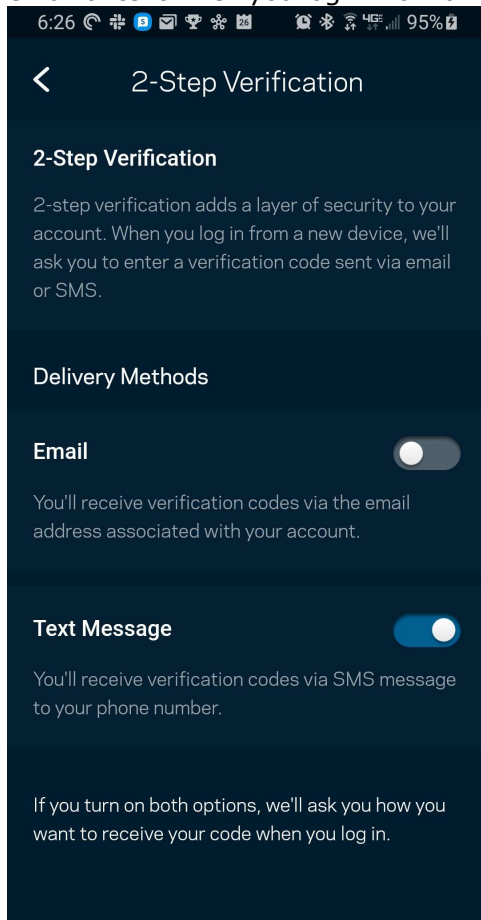 6:26 5 26 4GE 95%
2-Step Verification
2-Step Verification
2-step verification adds a layer of security to your
account. When you log in from a new device, we'll
ask you to enter a verification code sent via email
or SMS.
Delivery Methods
Email
You'll receive verification codes via the email
address associated with your account.
Text Message
You'll receive verification codes via SMS message
to your phone number.
If you turn on both options, we'll ask you how you
want to receive your code when you log in.